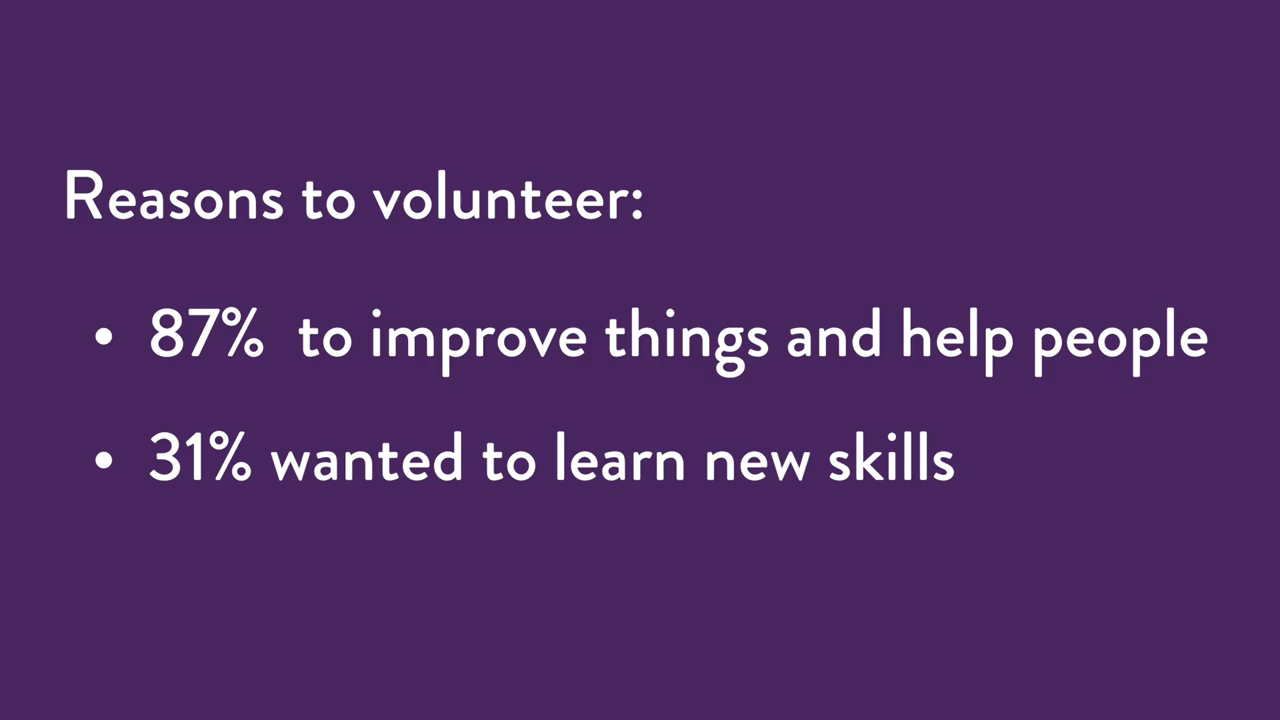 Reasons to volunteer:
• 87%  to improve things and help people
• 31% wanted to learn new skills